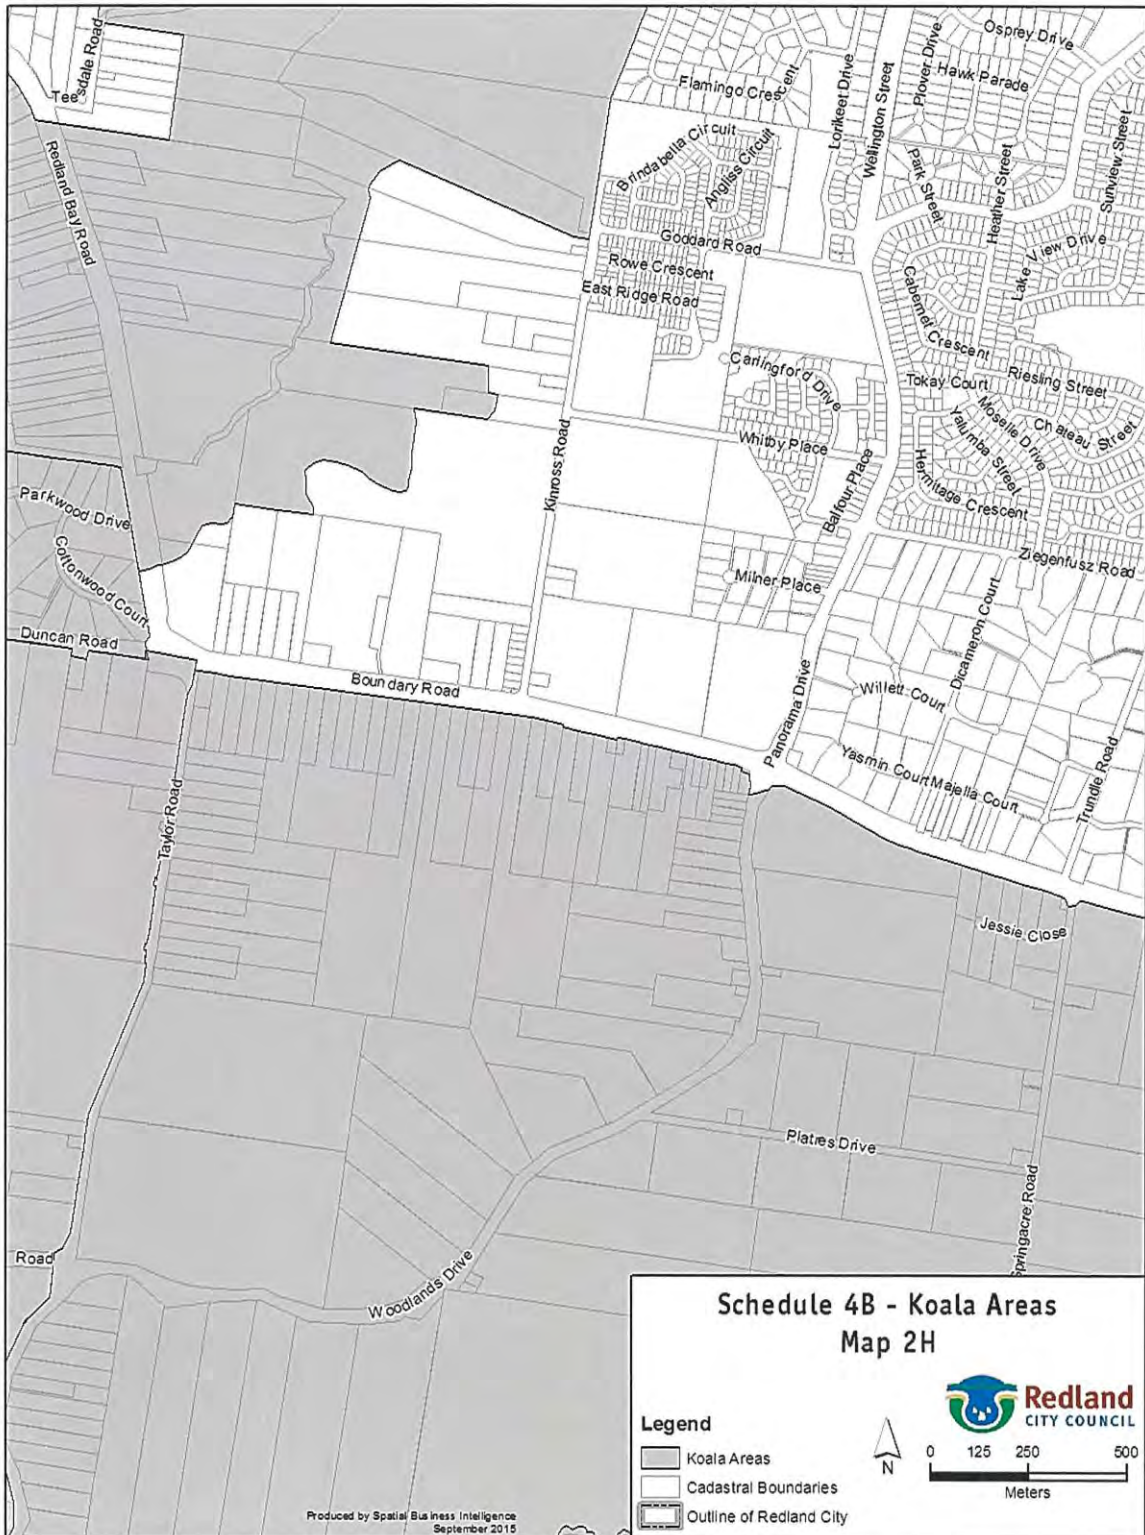 Osprey Drive
Plover Drive
Hawk Parade
Flamingo Crescent
Lorikeet Drive
Wellington Street
Teesdale Road
Sunview Street
Brindabella Circuit
Angliss Circuit
Park Street
Heather Street
Redland Bay Road
Goddard Road
Lake View Drive
Rowe Crescent
East Ridge Road
Cabernet Crescent
Carlingford Drive
Tokay Court
Riesling Street
Moselle Drive
Chateau Street
Yalumba Street
Whitby Place
Kinross Road
Balfour Place
Hermitage Crescent
Parkwood Drive
Cottonwood Court
Ziegenfusz Road
Milner Place
Dicameron Court
Duncan Road
Boundary Road
Willett Court
Panorama Drive
Yasmin Court
Majella Court
Trundle Road
Taylor Road
Jessie Close
Platres Drive
Springacre Road
Road
Woodlands Drive
Schedule 4B - Koala Areas
Map 2H
Redland
CITY COUNCIL
Legend
Koala Areas
Cadastral Boundaries
Outline of Redland City
N
0 125 250 500
Meters
Produced by Spatial Business Intelligence
September 2015